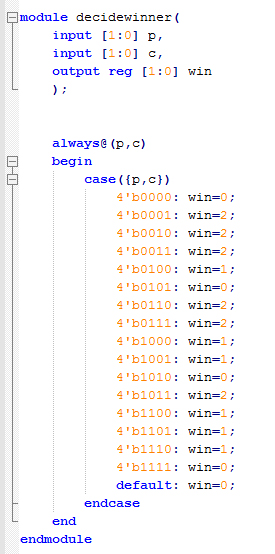 module decidewinner(
input [1:0] p,
input [1:0] c,
output reg [1:0] win
);
always@(p,c)
begin
case({p,c})
4'b0000: win=0;
4'b0001: win=2;
4'b0010: win=2;
4'b0011: win=2;
4'b0100: win=1;
4'b0101: win=0;
4'b0110: win=2;
4'b0111: win=2;
4'b1000: win=1;
4'b1001: win=1;
4'b1010: win=0;
4'b1011: win=2;
4'b1100: win=1;
4'b1101: win=1;
4'b1110: win=1;
4'b1111: win=0;
default: win=0;
endcase
end
endmodule